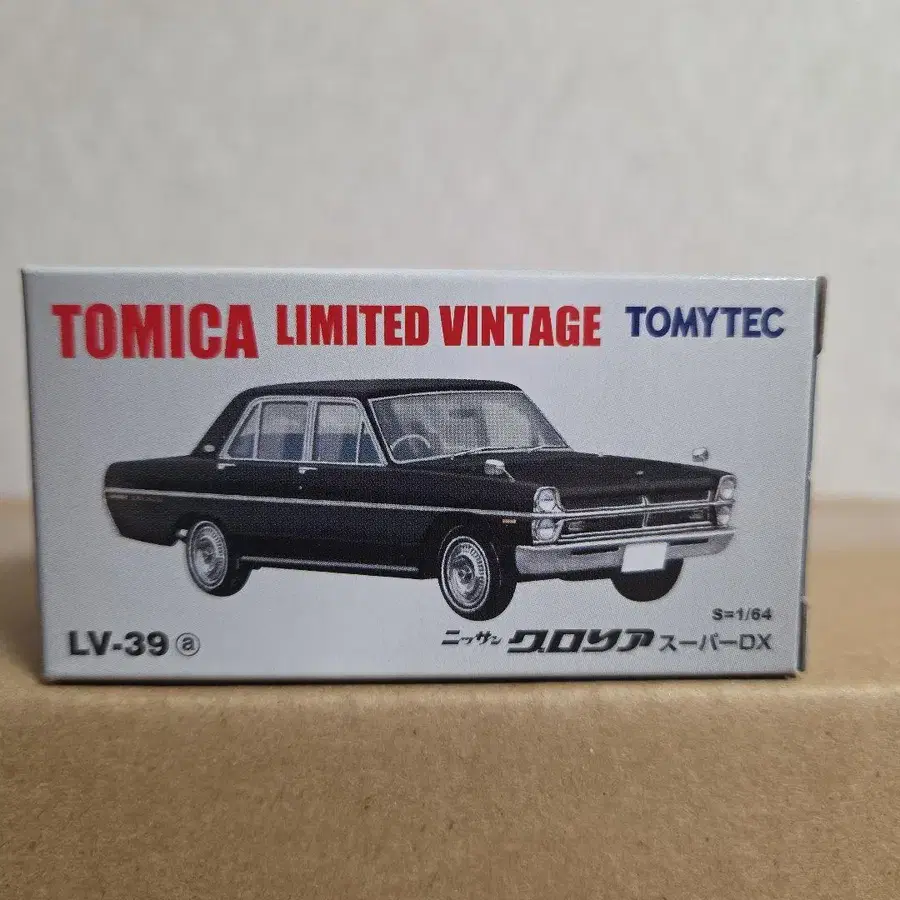 TOMICA LIMITED VINTAGE TOMYTEC
S=1/64
LV-39 ⓐ ニッサン グロリア スーパーDX